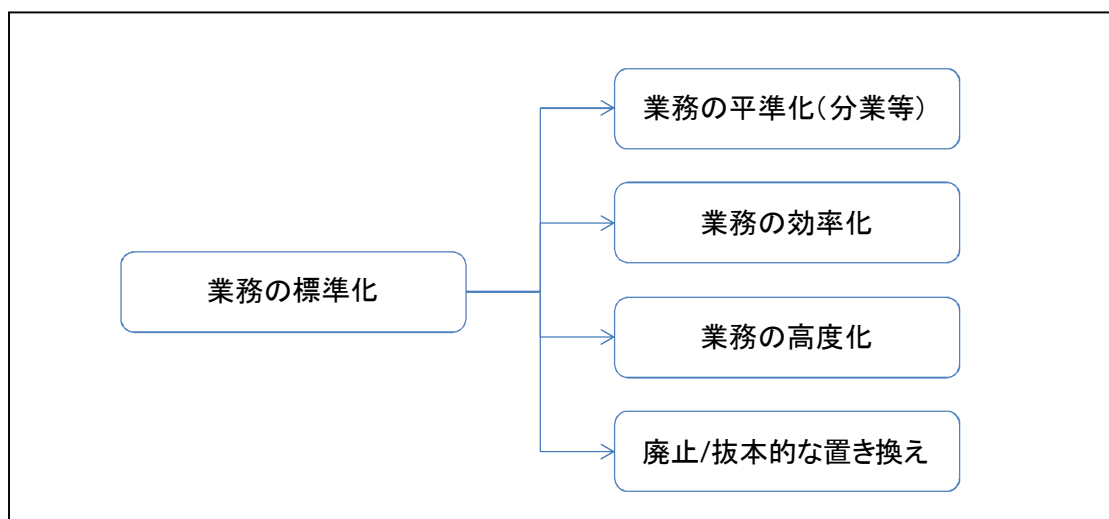 業務の標準化
業務の平準化(分業等)
業務の効率化
業務の高度化
廃止/抜本的な置き換え